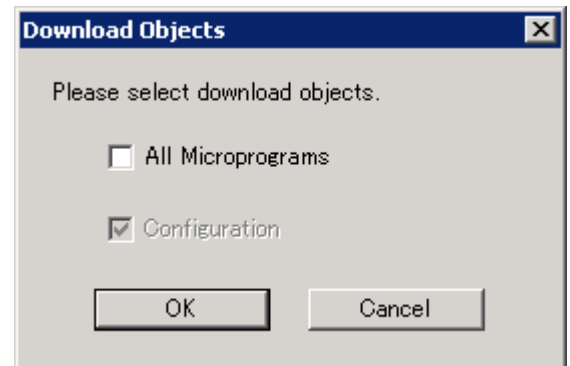 Download Objects
Please select download objects.
All Microprograms
Configuration
OK Cancel